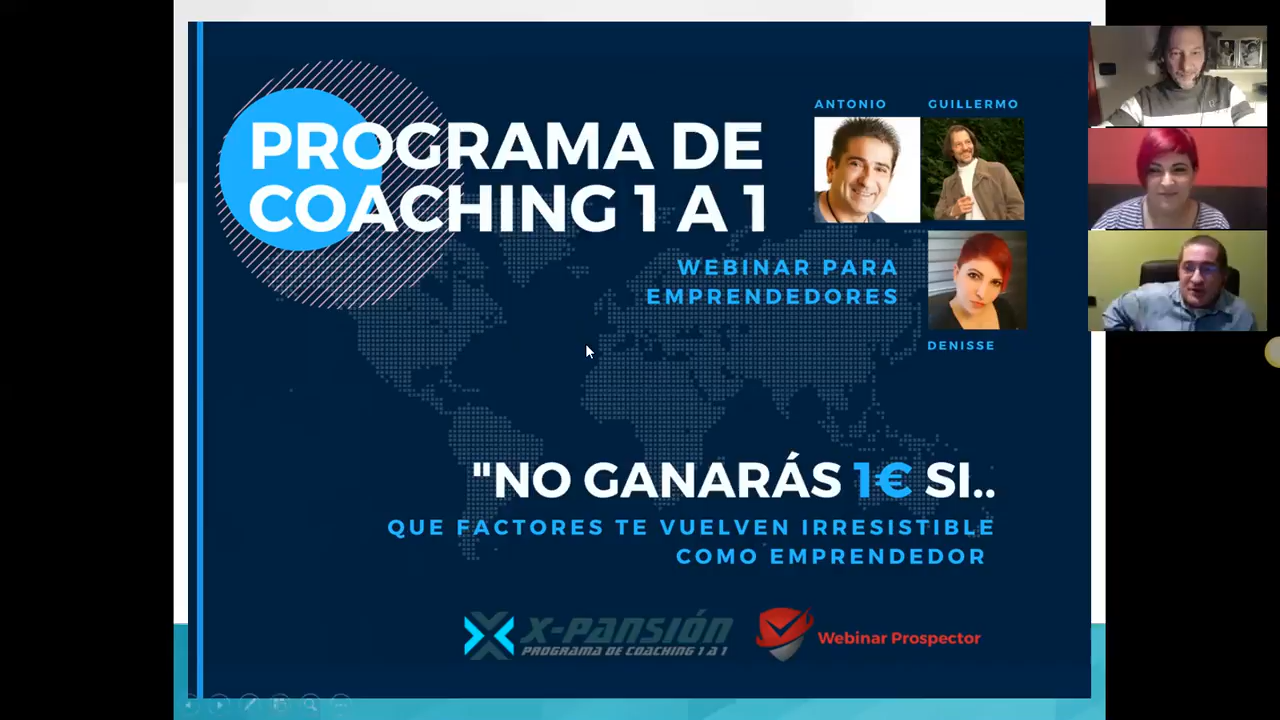 PROGRAMA DE
COACHING 1 A 1
ANTONIO
GUILLERMO
WEBINAR PARA
EMPRENDEDORES
DENISSE
"NO GANARÁS 1€ SI..
QUE FACTORES TE VUELVEN IRRESISTIBLE
COMO EMPRENDEDOR
X-PANSIÓN
PROGRAMA DE COACHING 1 A 1
Webinar Prospector